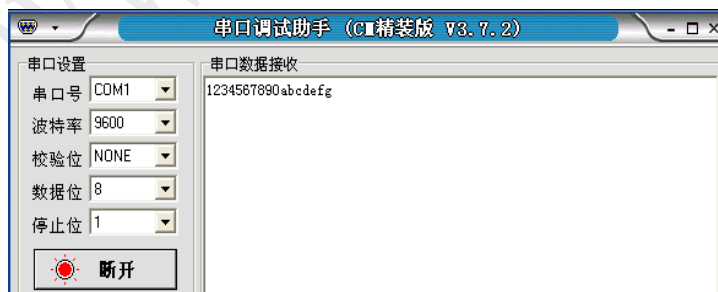 串口调试助手 (CM精装版 V3.7.2)
串口设置
串口号 COM1
波特率 9600
校验位 NONE
数据位 8
停止位 1
断开
串口数据接收
1234567890abcdefg